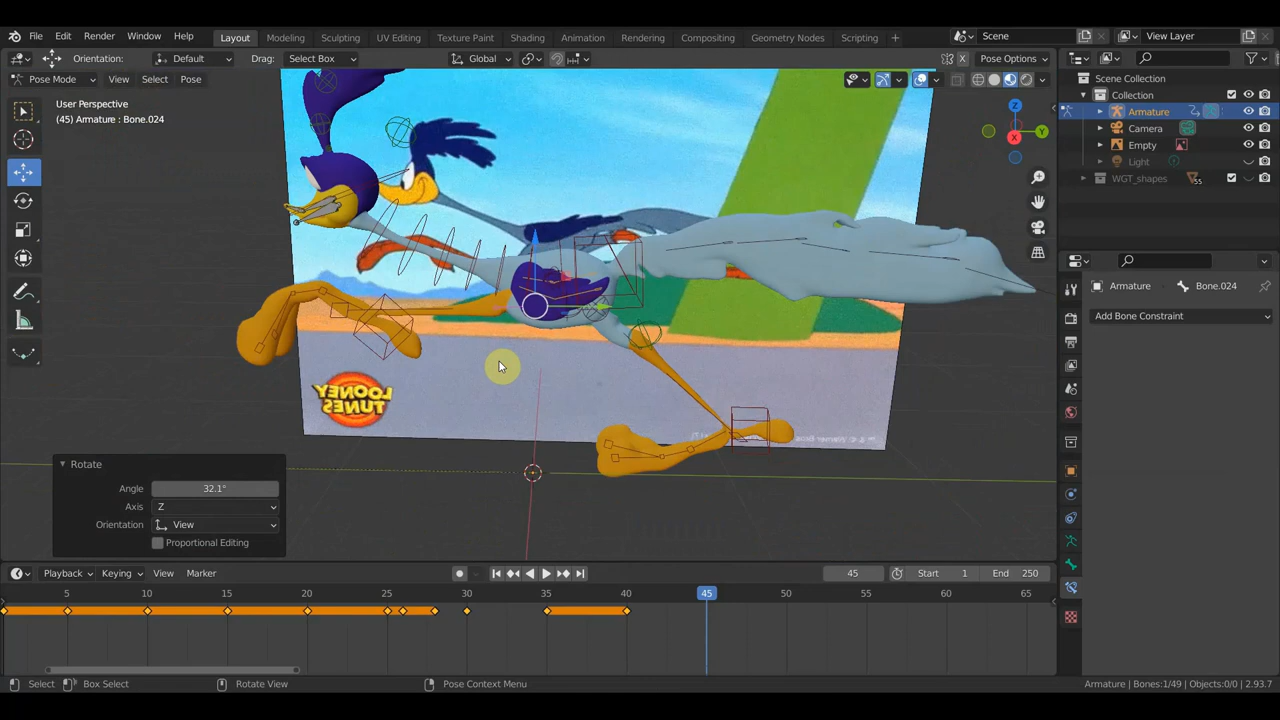 File Edit Render Window Help Layout Modeling Sculpting UV Editing Texture Paint Shading Animation Rendering Compositing Geometry Nodes Scripting + Scene View Layer
Orientation: Default Drag: Select Box Global Pose Options
Pose Mode View Select Pose
User Perspective
(45) Armature : Bone.024
Z
Y
X
LOONEY
TUNES
Scene Collection
Collection
Armature
Camera
Empty
Light
WGT_shapes 55
Armature Bone.024
Add Bone Constraint
Rotate
Angle 32.1°
Axis Z
Orientation View
Proportional Editing
Playback Keying View Marker 45 Start 1 End 250
5 10 15 20 25 30 35 40 45 50 55 60 65
Select Box Select Rotate View Pose Context Menu Armature | Bones:1/49 | Objects:0/0 | 2.93.7